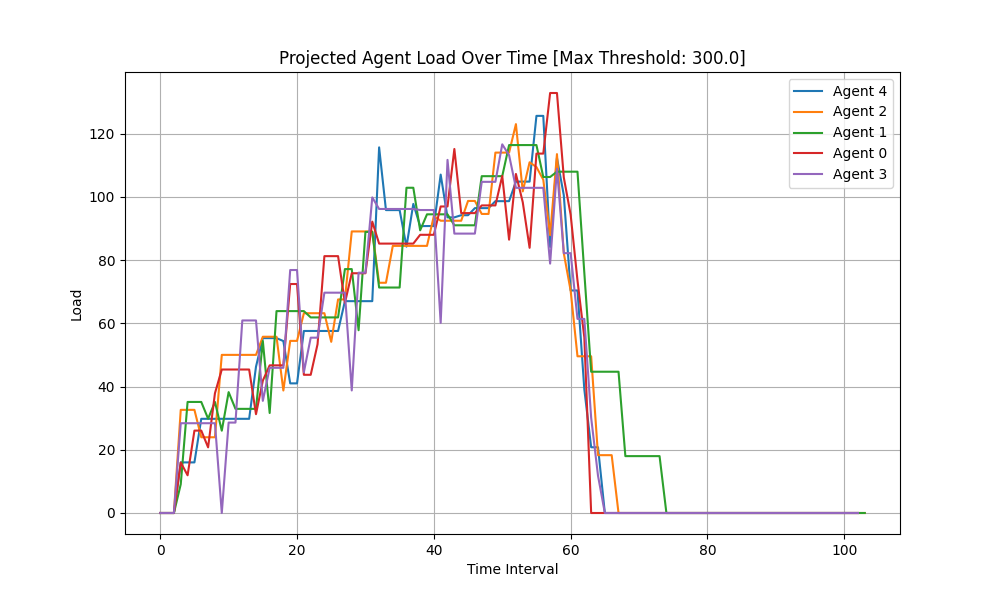 Projected Agent Load Over Time [Max Threshold: 300.0]
Agent 4
Agent 2
Agent 1
Agent 0
Agent 3
Load
120
100
80
60
40
20
0
0 20 40 60 80 100
Time Interval